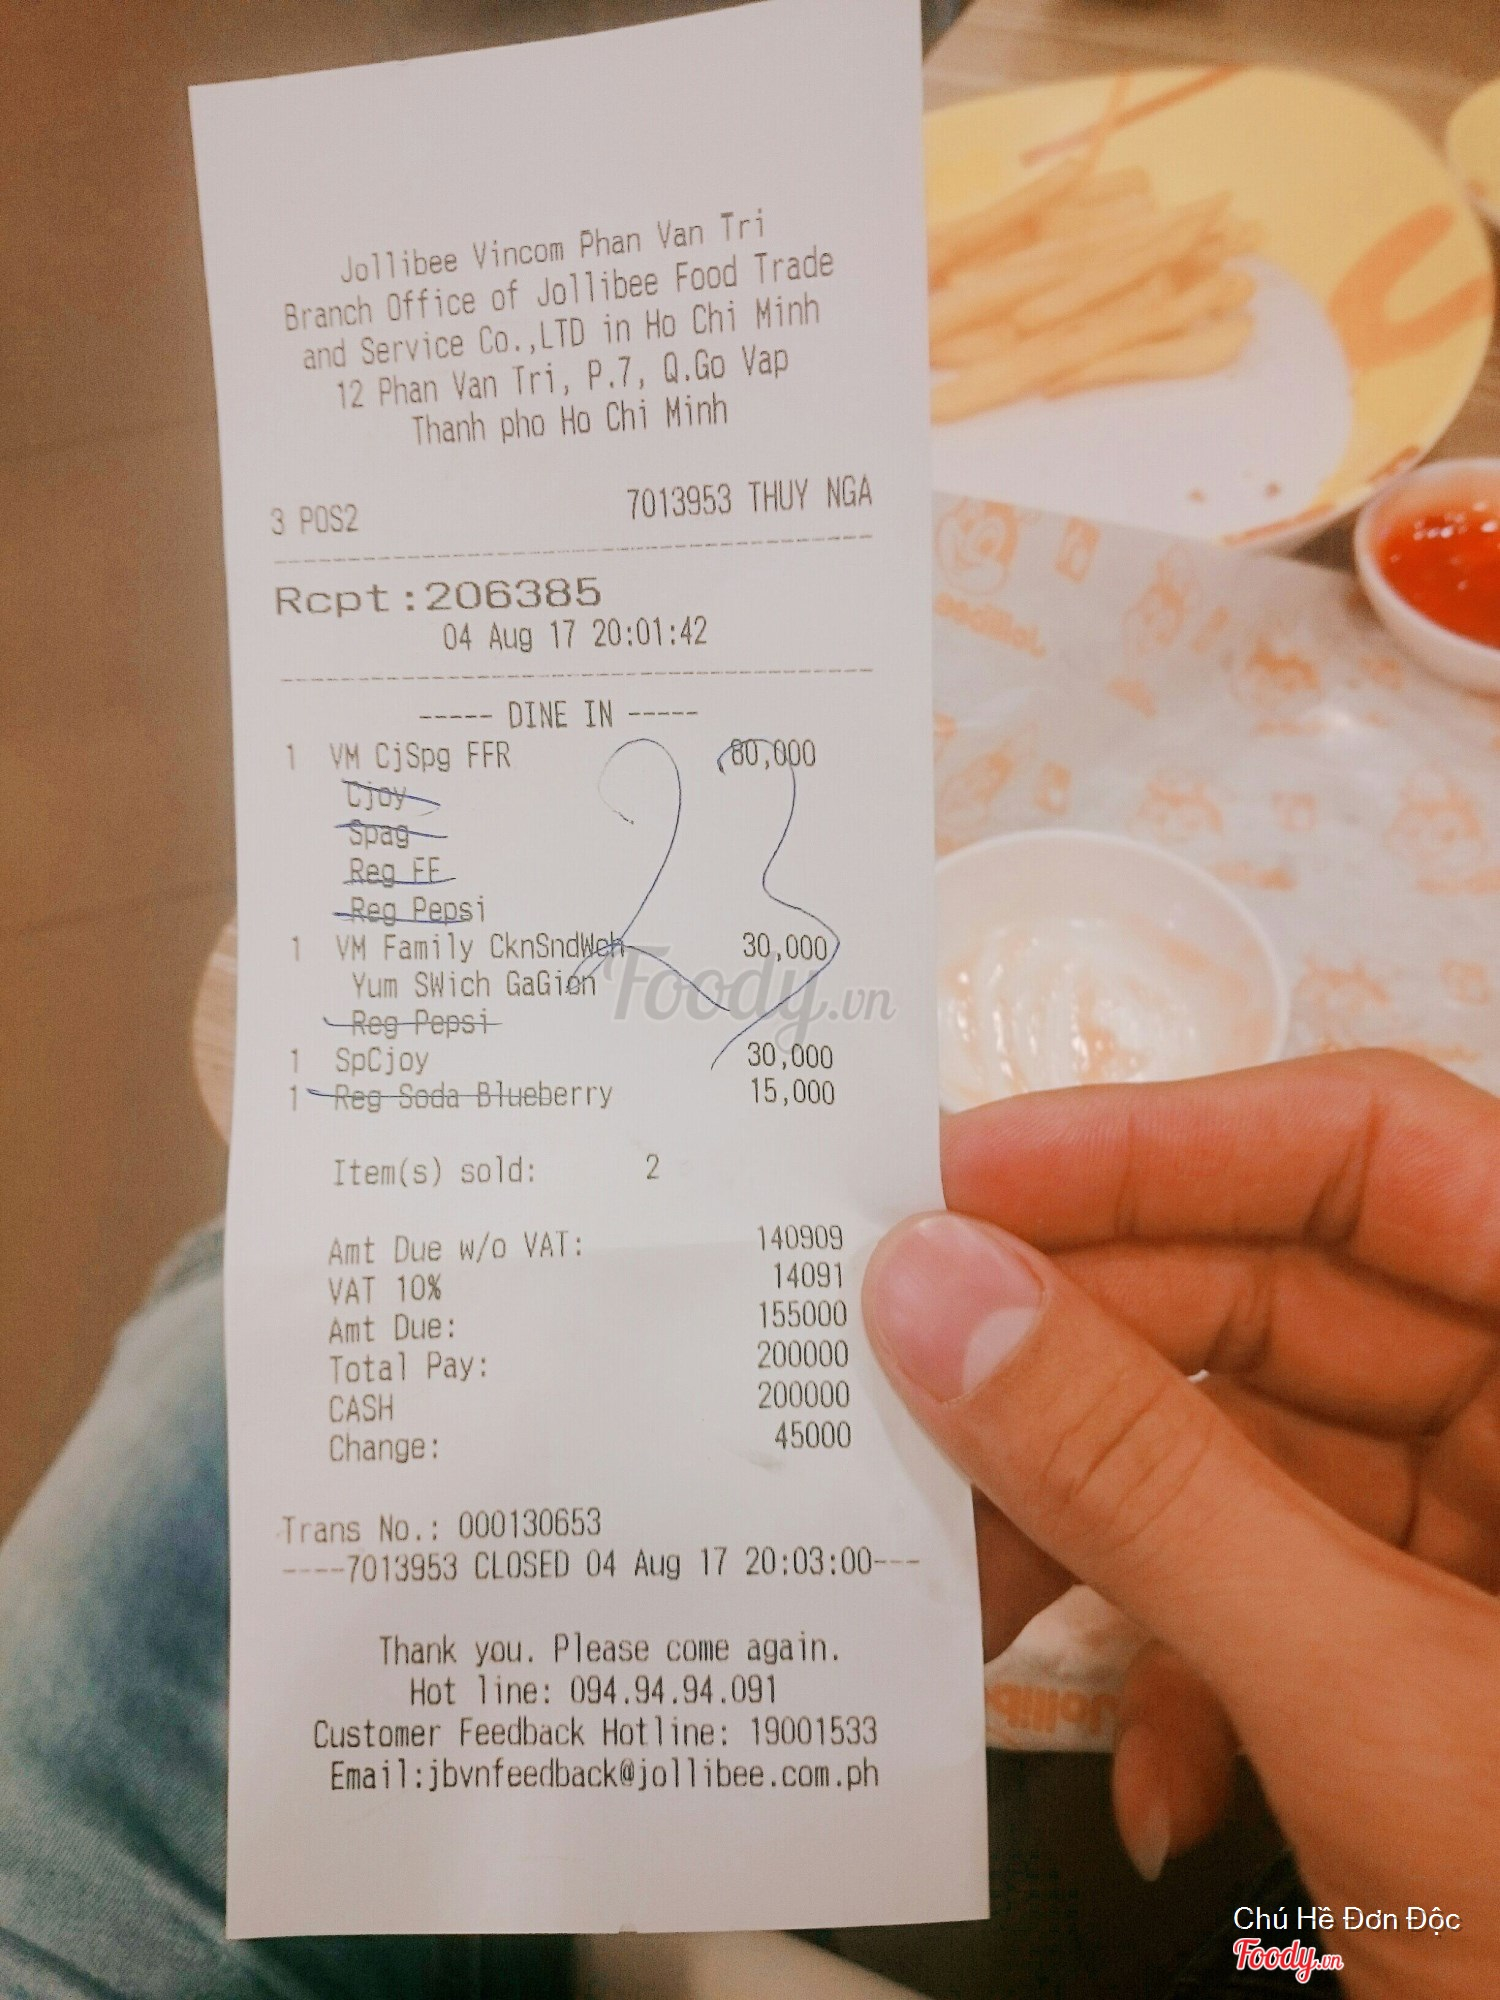 Jollibee Vincom Phan Van Tri
Branch Office of Jollibee Food Trade
and Service Co.,LTD in Ho Chi Minh
12 Phan Van Tri, P.7, Q.Go Vap
Thanh pho Ho Chi Minh
3 POS2 7013953 THUY NGA
Rcpt:206385
04 Aug 17 20:01:42
----- DINE IN -----
1 VM CjSpg FFR 80,000
Cjoy
Spag
Reg FF
Reg Pepsi
1 VM Family CknSndWch 30,000
Yum SWich GaGion
Reg Pepsi
1 SpCjoy 30,000
1 Reg Soda Blueberry 15,000
23
Foody.vn
Item(s) sold: 2
Amt Due w/o VAT: 140909
VAT 10% 14091
Amt Due: 155000
Total Pay: 200000
CASH 200000
Change: 45000
Trans No.: 000130653
----7013953 CLOSED 04 Aug 17 20:03:00---
Thank you. Please come again.
Hot line: 094.94.94.091
Customer Feedback Hotline: 19001533
Email:jbvnfeedback@jollibee.com.ph
Jollibee
Chú Hề Đơn Độc
Foody.vn